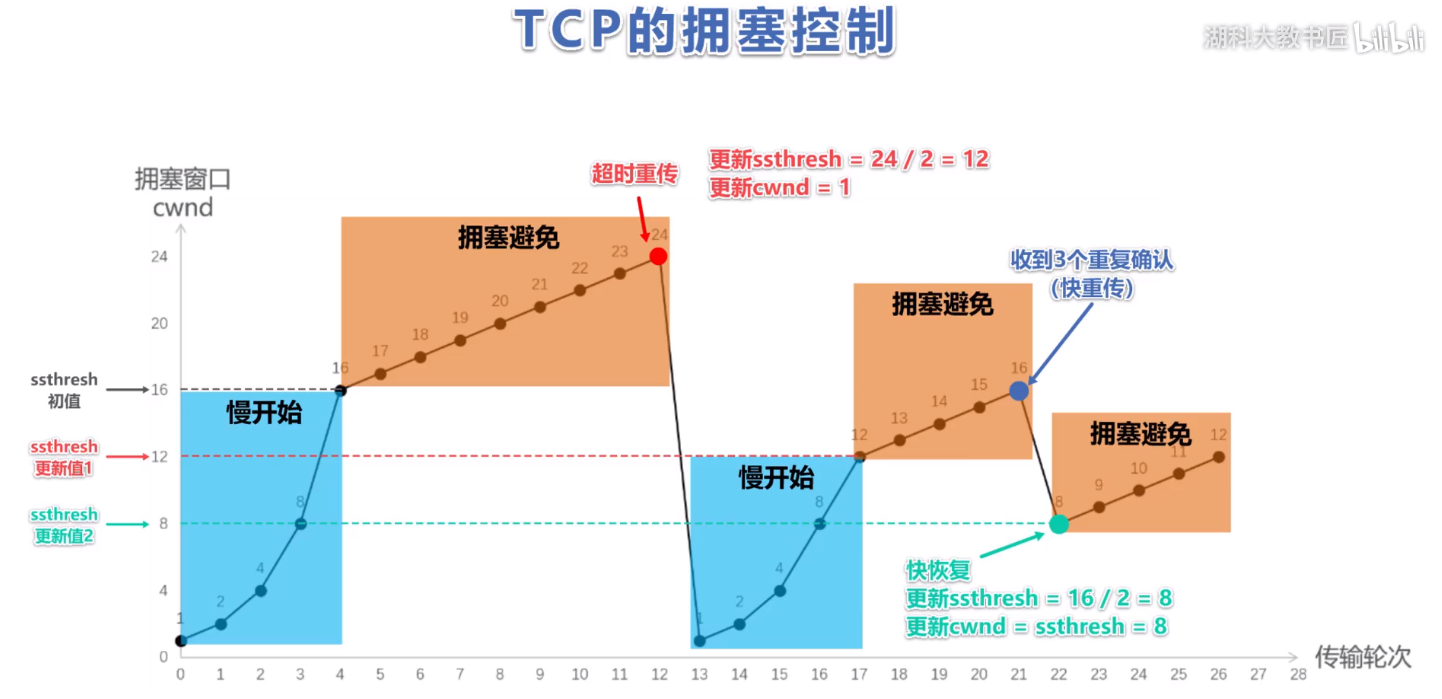 TCP的拥塞控制
湖科大教书匠 bilibili
超时重传
更新ssthresh = 24 / 2 = 12
更新cwnd = 1
拥塞窗口
cwnd
拥塞避免
24
23
22
21
20
19
18
17
16
收到3个重复确认
(快重传)
拥塞避免
16
15
14
13
12
拥塞避免
12
11
10
9
8
24
20
16
12
8
4
0
ssthresh
初值
ssthresh
更新值1
ssthresh
更新值2
慢开始
8
4
2
1
慢开始
8
4
2
1
快恢复
更新ssthresh = 16 / 2 = 8
更新cwnd = ssthresh = 8
0 1 2 3 4 5 6 7 8 9 10 11 12 13 14 15 16 17 18 19 20 21 22 23 24 25 26 27 28
传输轮次